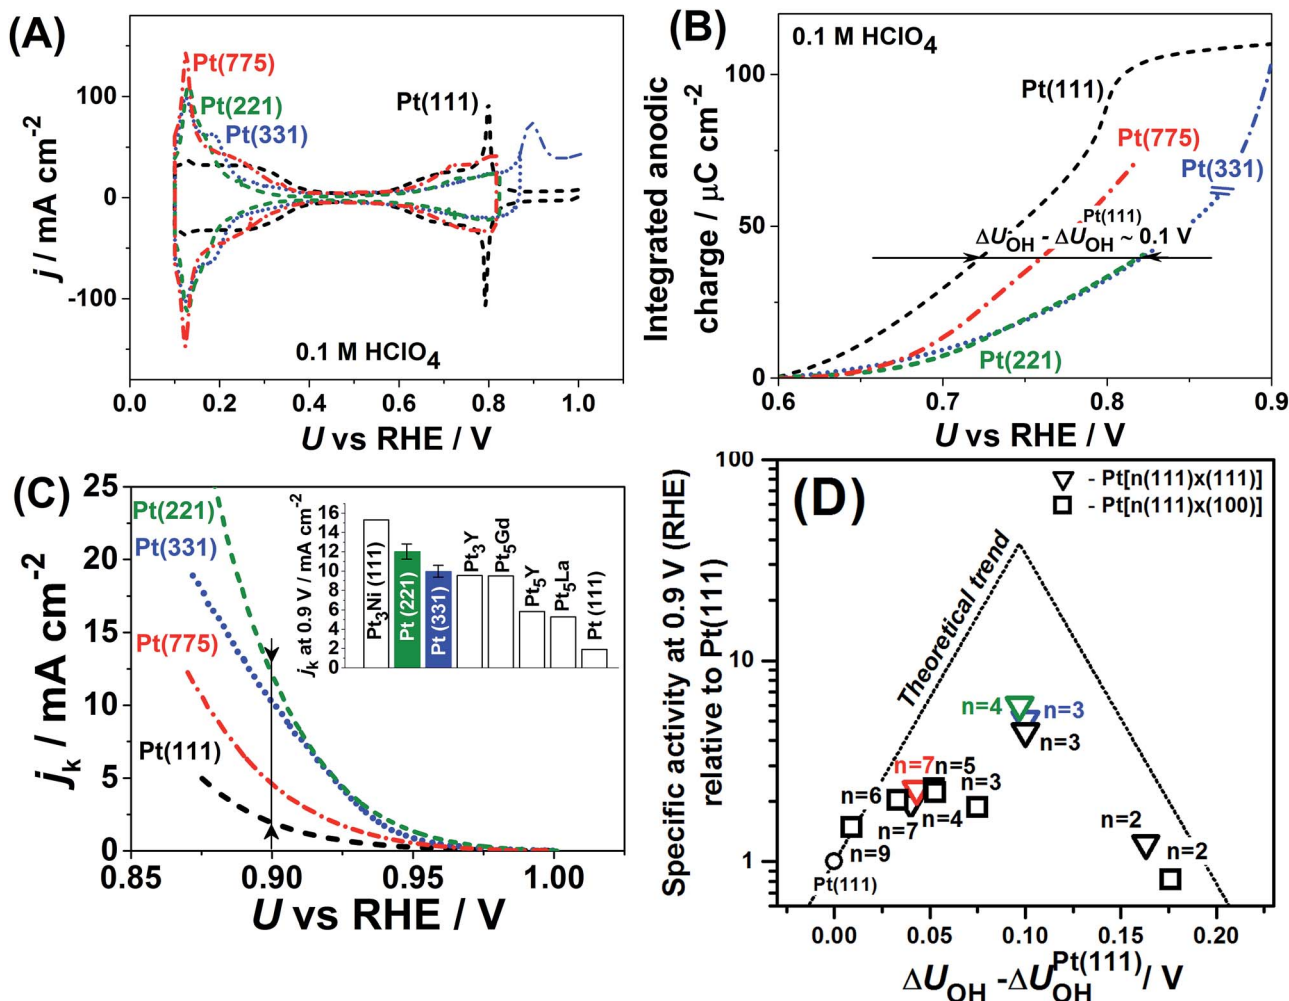 (A)
Pt(775)
Pt(221)
Pt(331)
Pt(111)
100
0
-100
j / mA cm-2
0.1 M HClO4
0.0 0.2 0.4 0.6 0.8 1.0
U vs RHE / V
(B)
0.1 M HClO4
Pt(111)
Pt(775)
Pt(331)
ΔUOH - ΔUOH Pt(111) ~ 0.1 V
Pt(221)
100
50
0
Integrated anodic
charge / μC cm-2
0.6 0.7 0.8 0.9
U vs RHE / V
(C)
Pt(221)
Pt(331)
Pt(775)
Pt(111)
25
20
15
10
5
0
jk / mA cm-2
0.85 0.90 0.95 1.00
U vs RHE / V
jk at 0.9 V / mA cm-2
16
14
12
10
8
6
4
2
0
Pt3Ni (111)
Pt (221)
Pt (331)
Pt3Y
Pt5Gd
Pt5Y
Pt5La
Pt (111)
(D)
- Pt[n(111)x(111)]
- Pt[n(111)x(100)]
Theoretical trend
n=4
n=3
n=3
n=7
n=5
n=3
n=6
n=7
n=4
n=9
n=2
n=2
Pt(111)
100
10
1
Specific activity at 0.9 V (RHE)
relative to Pt(111)
0.00 0.05 0.10 0.15 0.20
ΔUOH -ΔUOH Pt(111)/ V